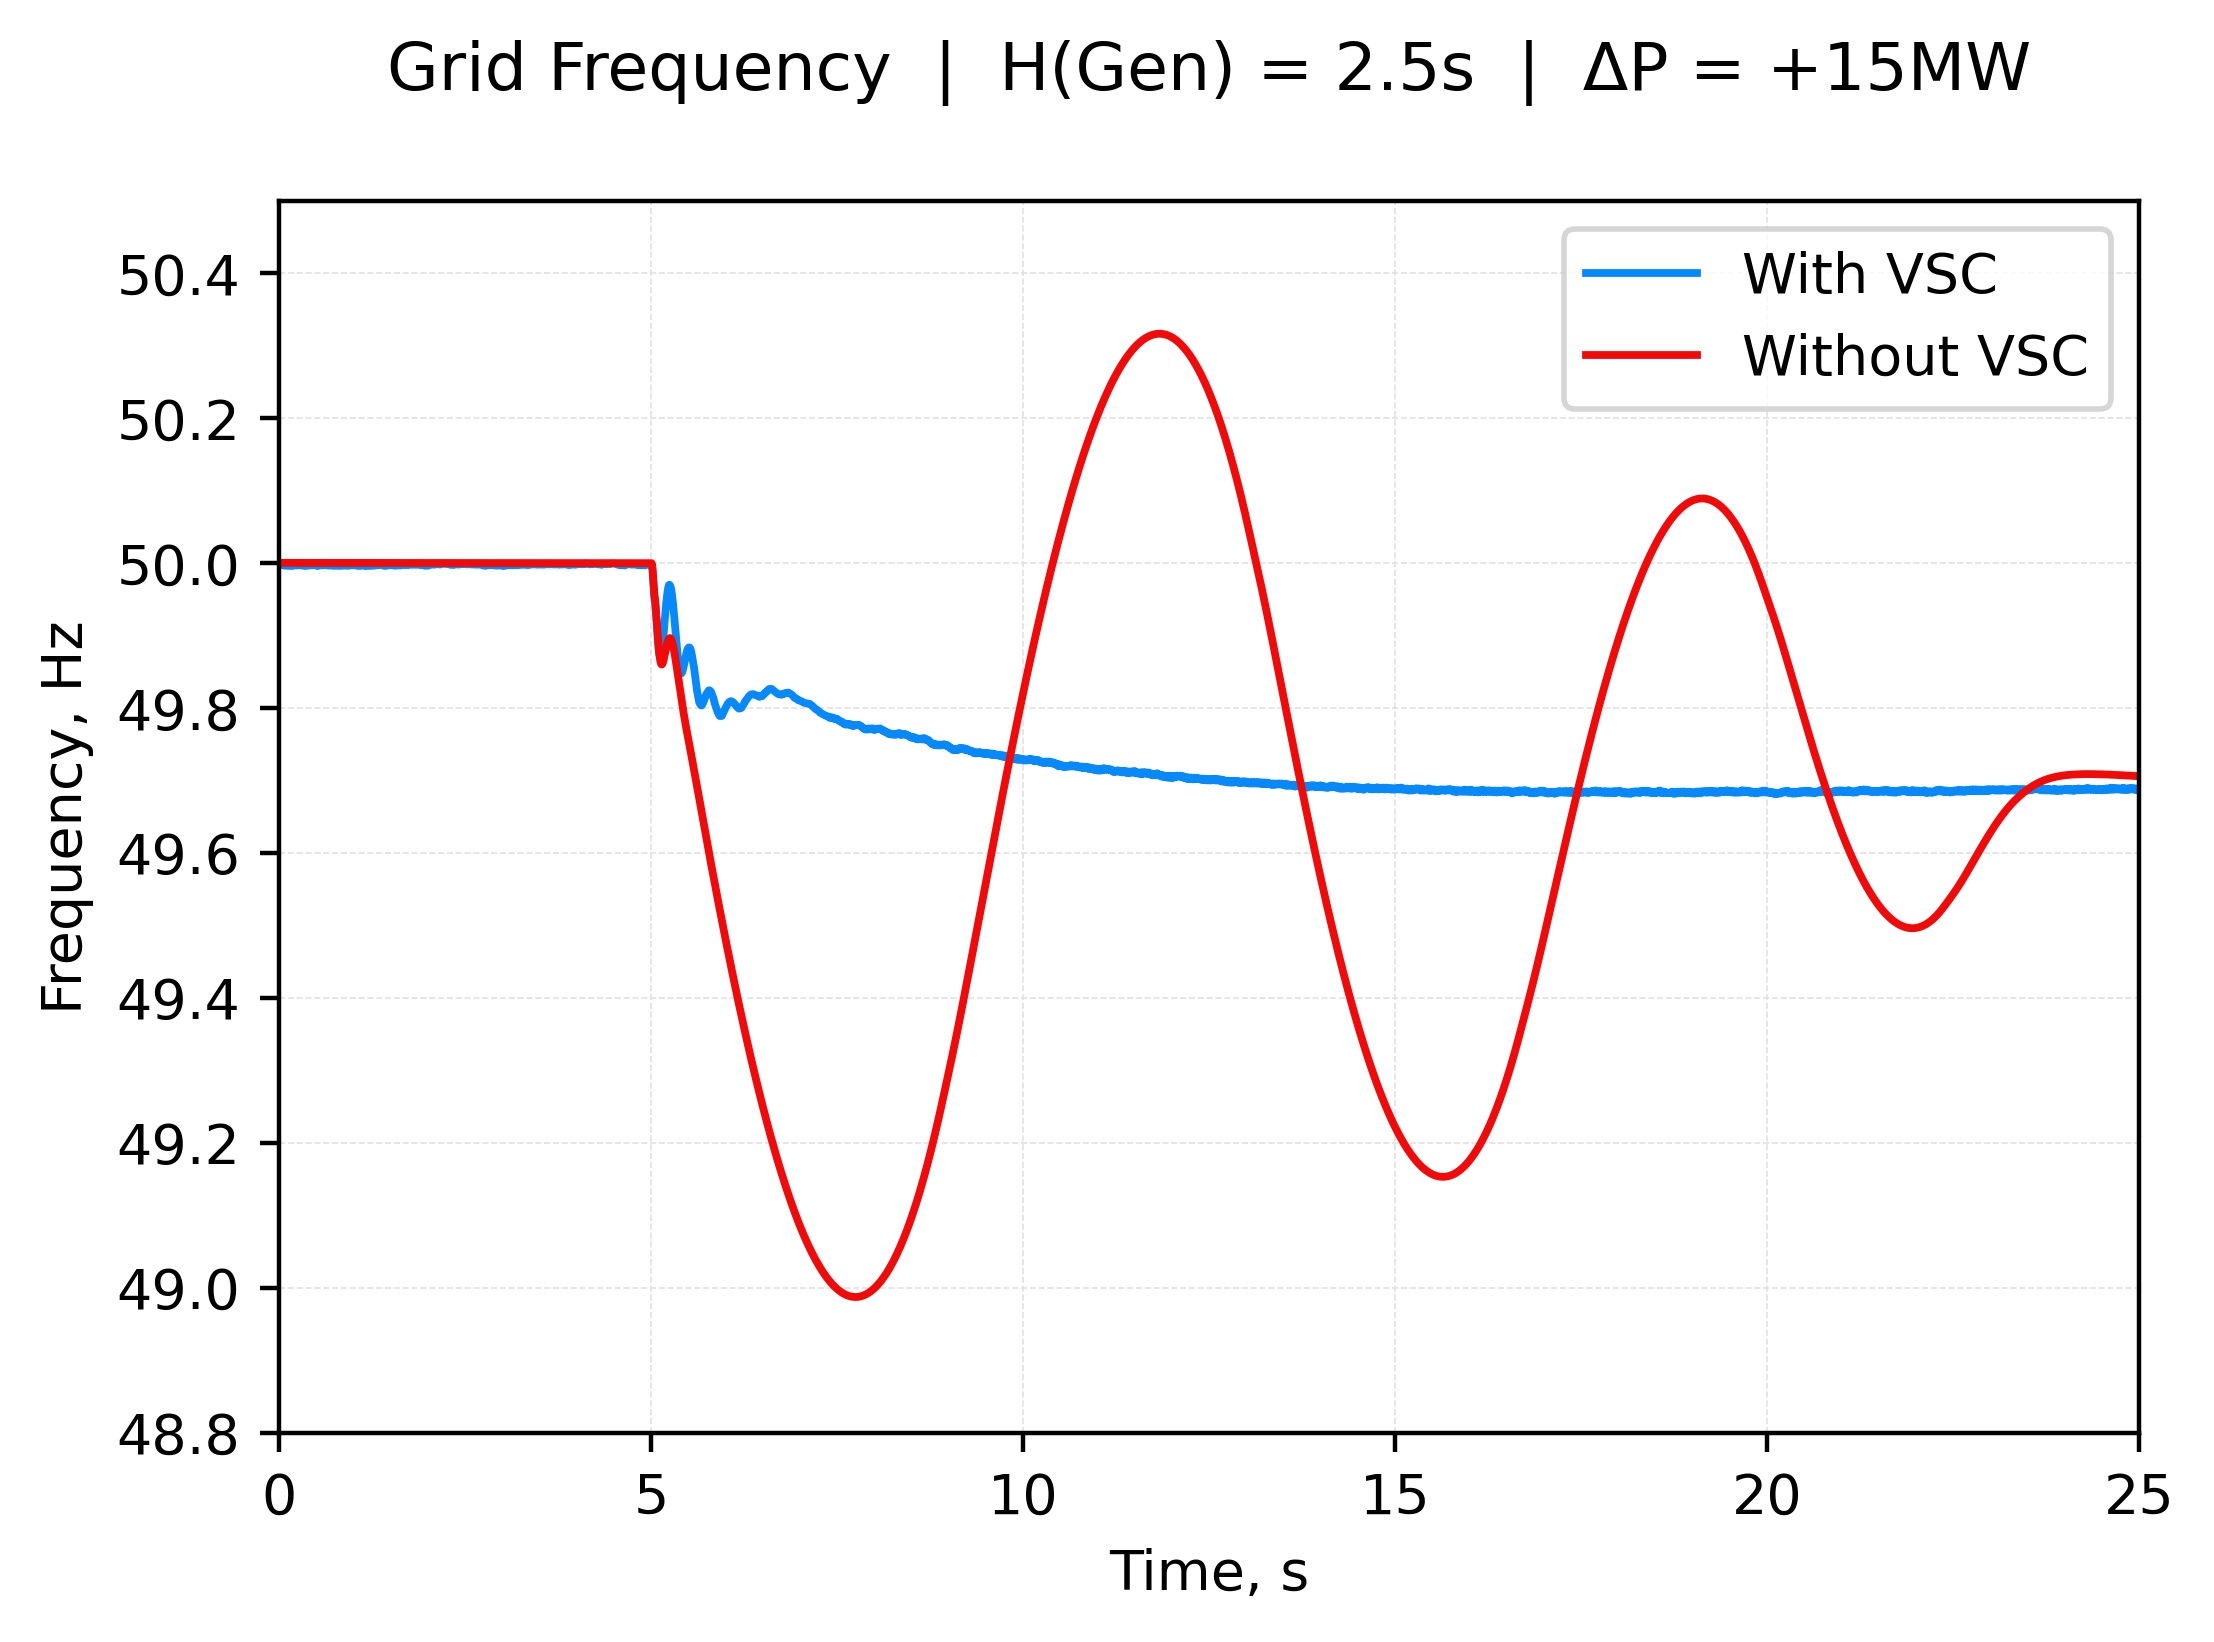 Grid Frequency | H(Gen) = 2.5s | ΔP = +15MW
With VSC
Without VSC
50.4
50.2
50.0
49.8
49.6
49.4
49.2
49.0
48.8
Frequency, Hz
0 5 10 15 20 25
Time, s